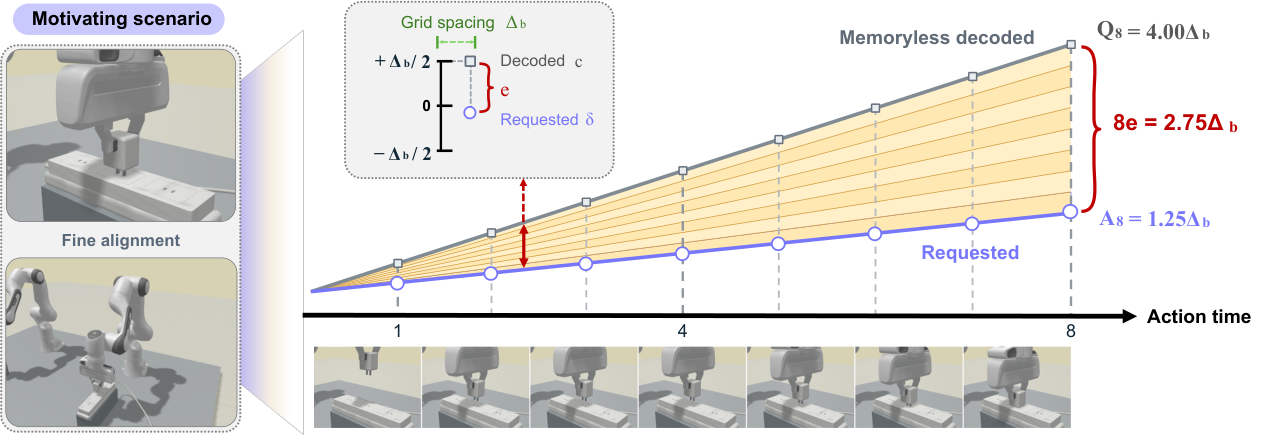 Motivating scenario
Fine alignment
Grid spacing Δb
+ Δb / 2
0
− Δb / 2
Decoded c
e
Requested δ
Memoryless decoded
Q8 = 4.00Δb
8e = 2.75Δb
A8 = 1.25Δb
Requested
1
4
8
Action time